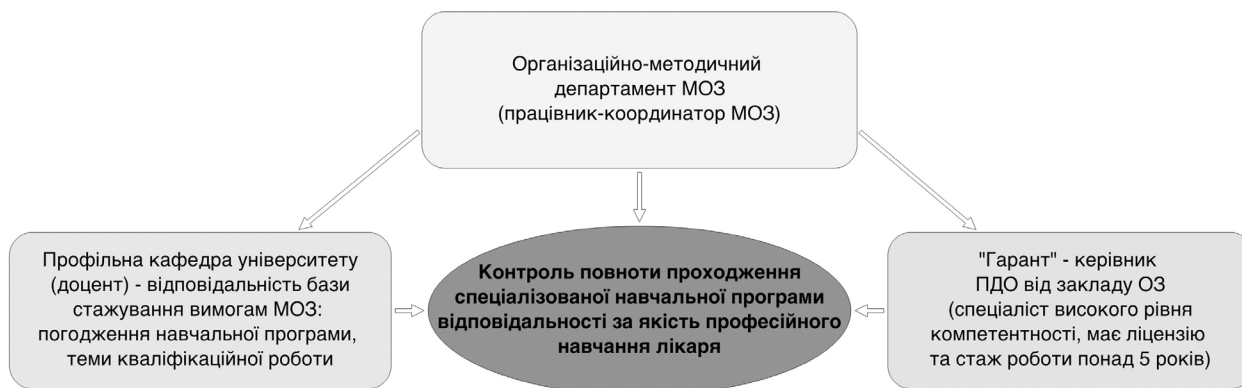 Організаційно-методичний
департамент МОЗ
(працівник-координатор МОЗ)
Профільна кафедра університету
(доцент) - відповідальність бази
стажування вимогам МОЗ:
погодження навчальної програми,
теми кваліфікаційної роботи
Контроль повноти проходження
спеціалізованої навчальної програми
відповідальності за якість професійного
навчання лікаря
"Гарант" - керівник
ПДО від закладу ОЗ
(спеціаліст високого рівня
компетентності, має ліцензію
та стаж роботи понад 5 років)